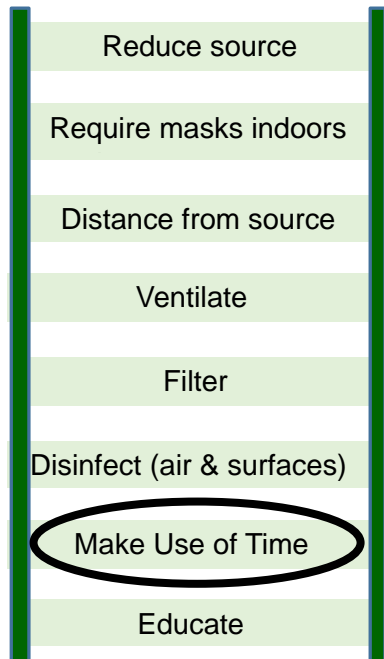 Reduce source
Require masks indoors
Distance from source
Ventilate
Filter
Disinfect (air & surfaces)
Make Use of Time
Educate